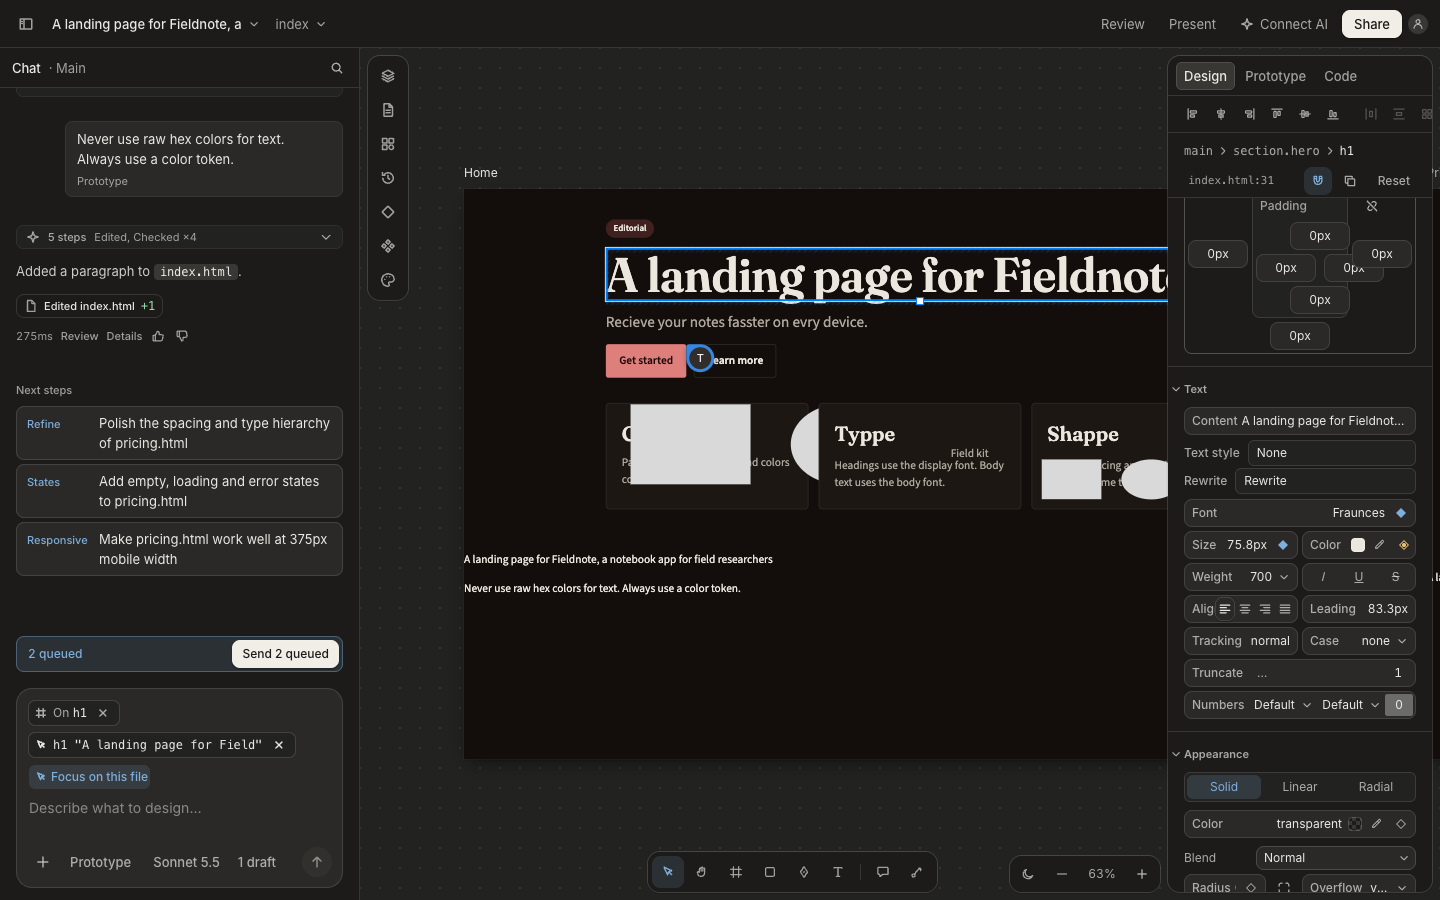 A landing page for Fieldnote, a
index
Review
Present
Connect AI
Share
Chat · Main
Never use raw hex colors for text.
Always use a color token.
Prototype
5 steps Edited, Checked ×4
Added a paragraph to index.html.
Edited index.html +1
275ms Review Details
Next steps
Refine
Polish the spacing and type hierarchy
of pricing.html
States
Add empty, loading and error states
to pricing.html
Responsive
Make pricing.html work well at 375px
mobile width
2 queued
Send 2 queued
On h1
h1 "A landing page for Field"
Focus on this file
Describe what to design...
Prototype Sonnet 5.5 1 draft
Home
Editorial
A landing page for Fieldnote
Recieve your notes fasster on evry device.
Get started
T
earn more
nd colors
Typpe
Field kit
Headings use the display font. Body
text uses the body font.
Shappe
A landing page for Fieldnote, a notebook app for field researchers
Never use raw hex colors for text. Always use a color token.
63%
Design Prototype Code
main > section.hero > h1
index.html:31
Reset
Padding
0px
0px
0px
0px
0px
0px
0px
Text
Content A landing page for Fieldnot...
Text style None
Rewrite Rewrite
Font Fraunces
Size 75.8px
Color
Weight 700
I U S
Alig
Leading 83.3px
Tracking normal
Case none
Truncate ... 1
Numbers Default Default 0
Appearance
Solid Linear Radial
Color transparent
Blend Normal
Radius
Overflow v...